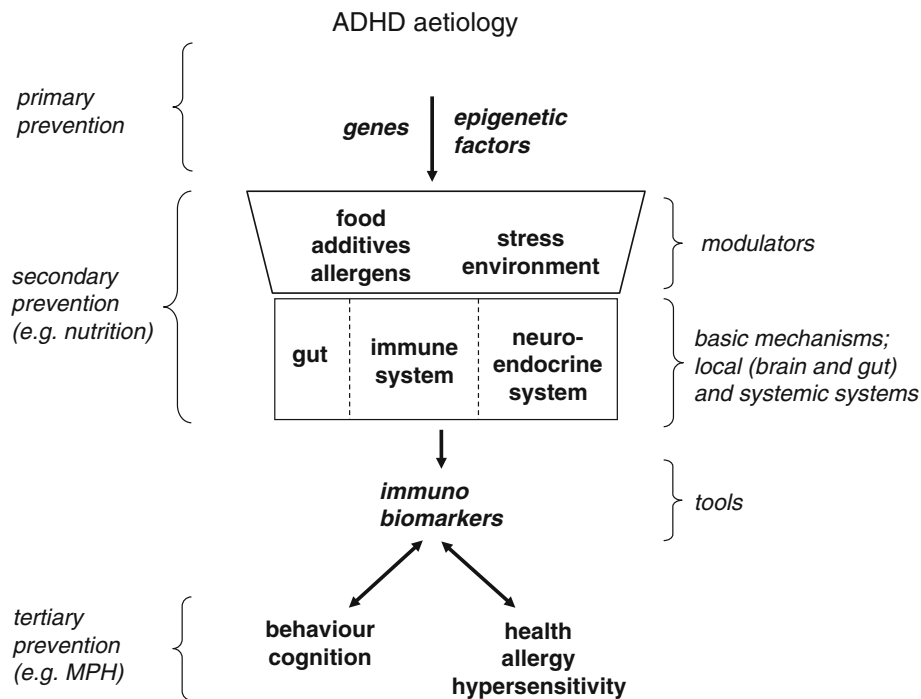 ADHD aetiology
primary
prevention
genes
epigenetic
factors
secondary
prevention
(e.g. nutrition)
food
additives
allergens
stress
environment
modulators
gut
immune
system
neuro-
endocrine
system
basic mechanisms;
local (brain and gut)
and systemic systems
immuno
biomarkers
tools
tertiary
prevention
(e.g. MPH)
behaviour
cognition
health
allergy
hypersensitivity